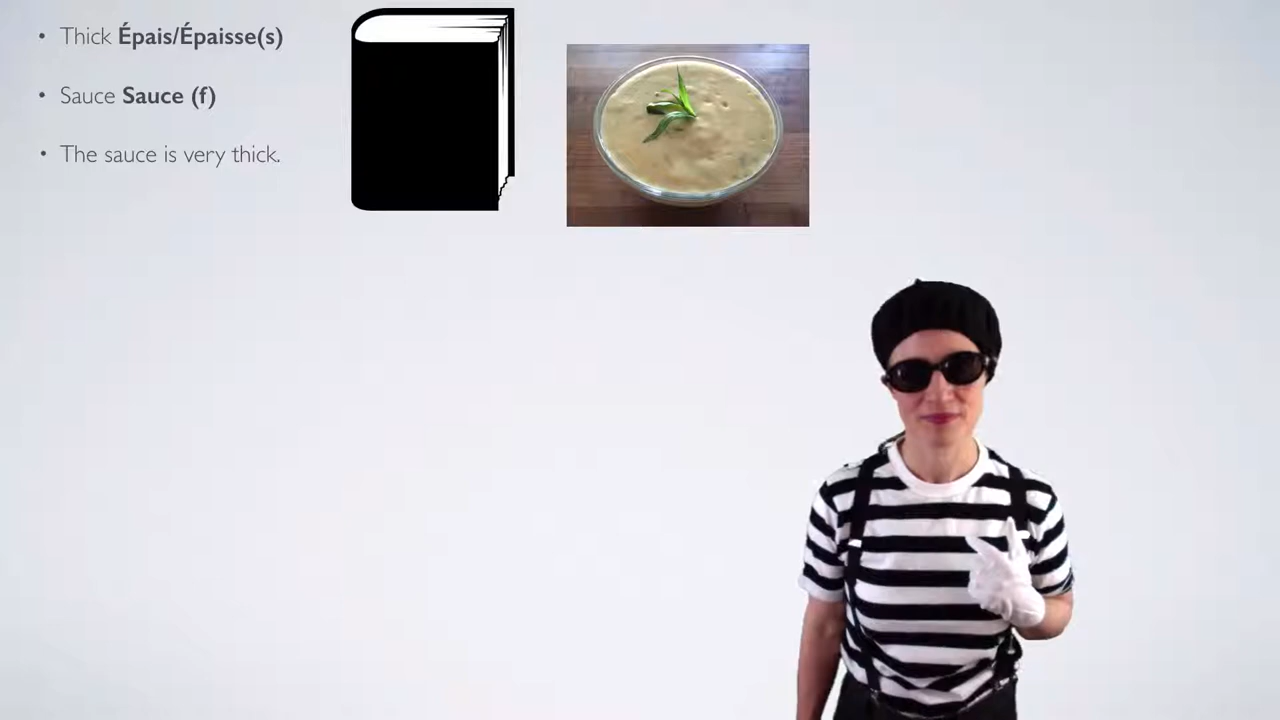 • Thick Épais/Épaisse(s)
• Sauce Sauce (f)
• The sauce is very thick.